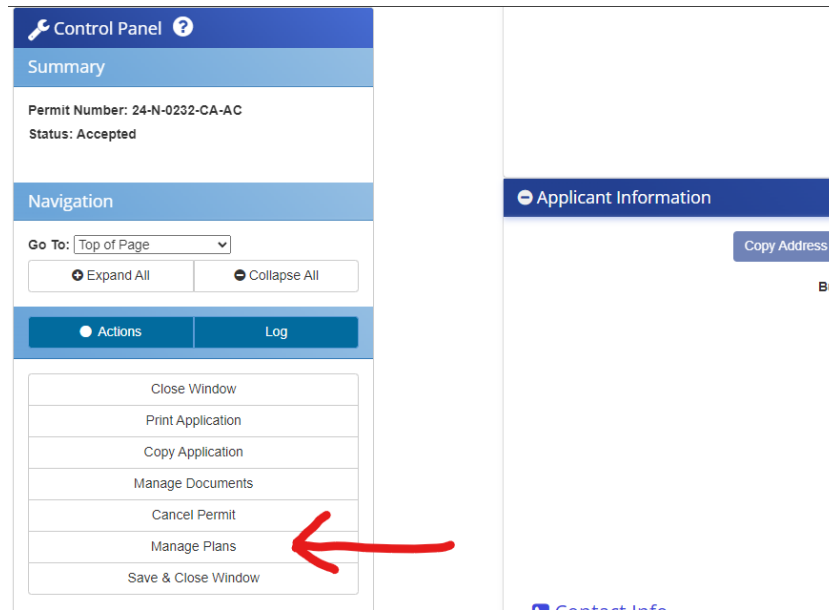 Control Panel ?
Summary
Permit Number: 24-N-0232-CA-AC
Status: Accepted
Navigation
Go To: Top of Page
Expand All
Collapse All
Actions
Log
Close Window
Print Application
Copy Application
Manage Documents
Cancel Permit
Manage Plans
Save & Close Window
Applicant Information
Copy Address
Contact Info